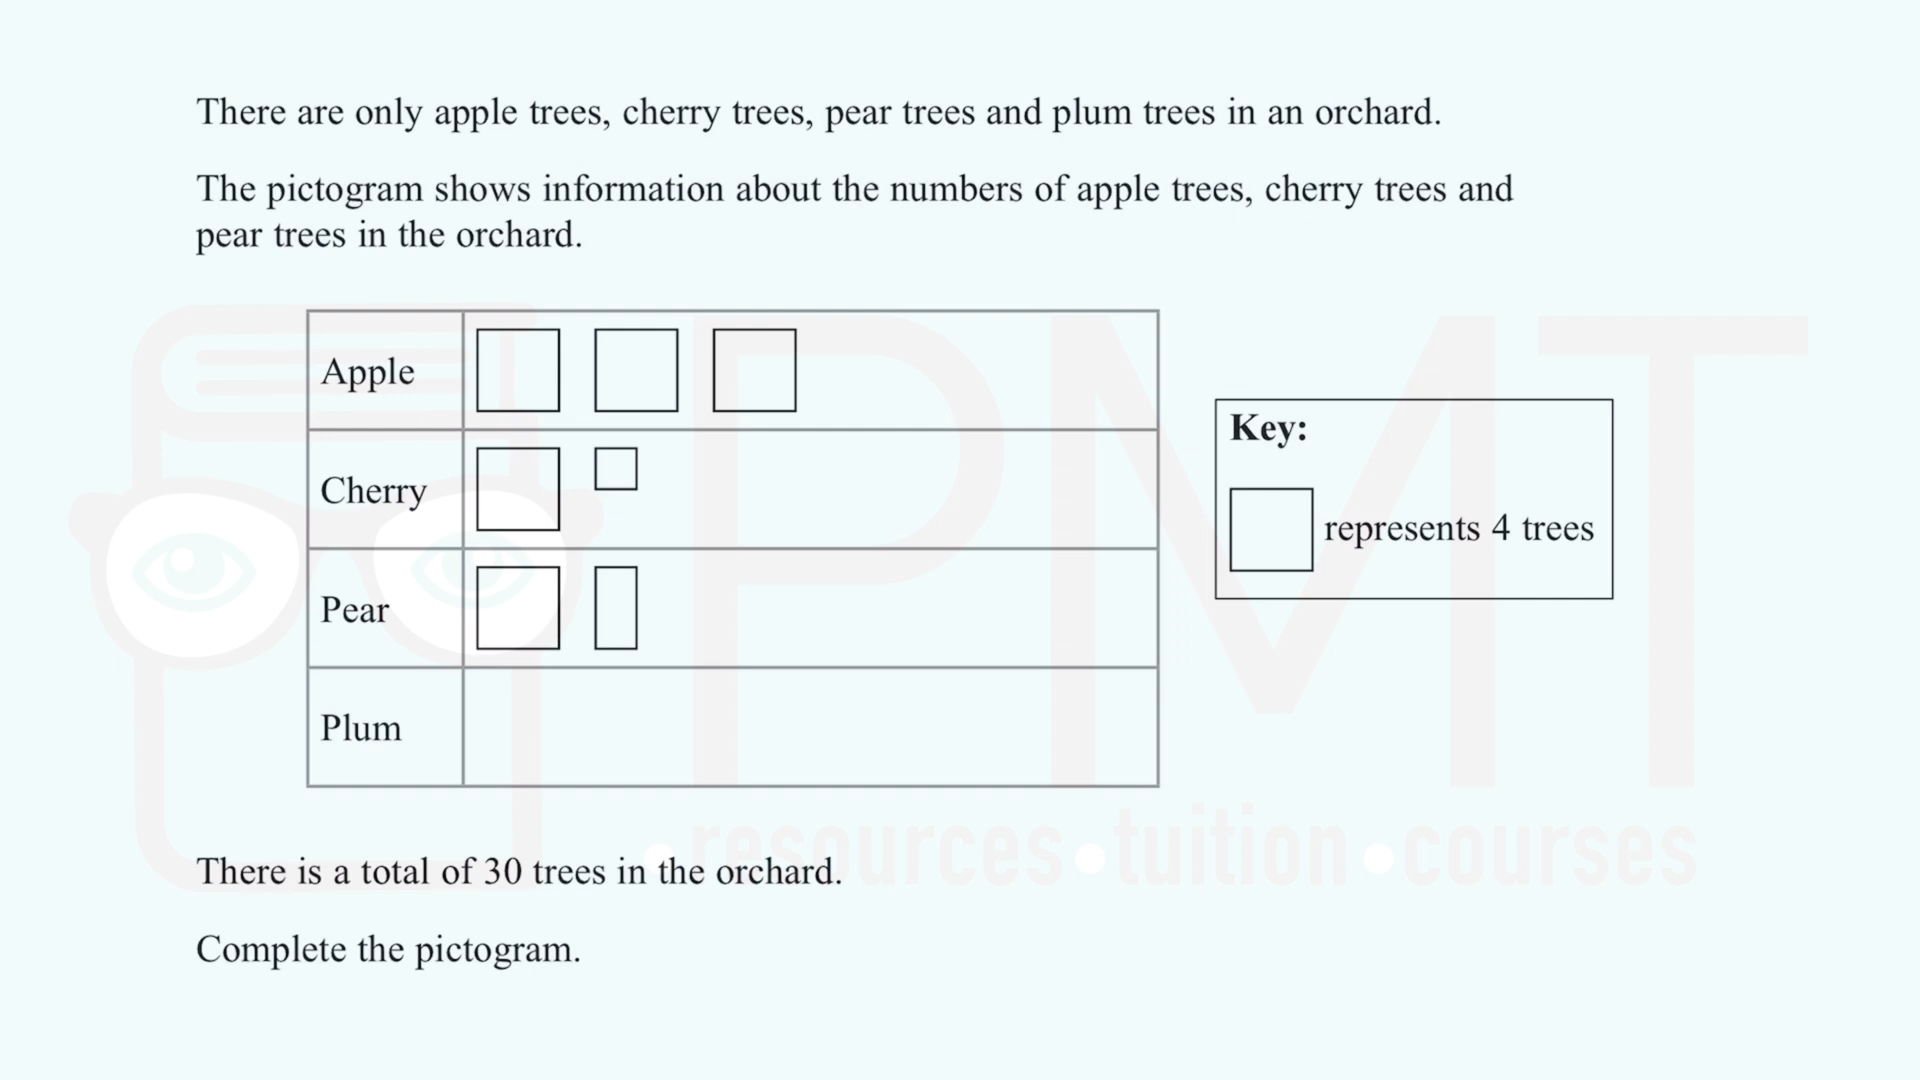 There are only apple trees, cherry trees, pear trees and plum trees in an orchard.
The pictogram shows information about the numbers of apple trees, cherry trees and
pear trees in the orchard.
Apple
Cherry
Pear
Plum
Key:
represents 4 trees
PMT
resources • tuition • courses
There is a total of 30 trees in the orchard.
Complete the pictogram.